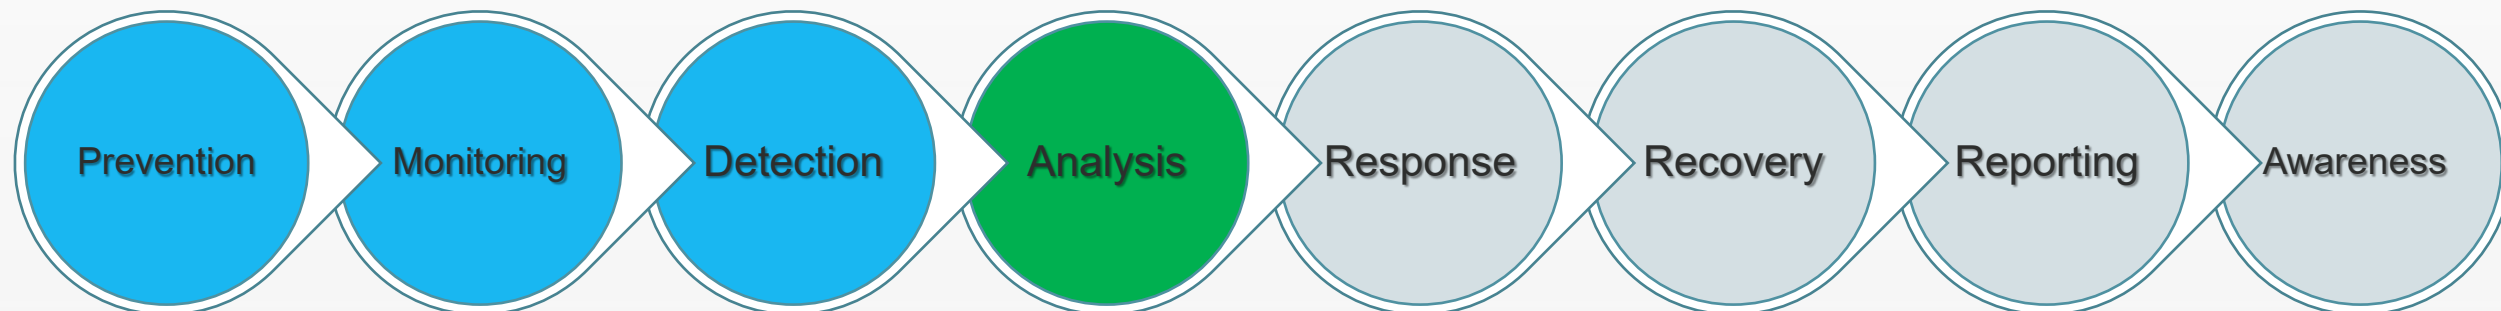 Prevention
Monitoring
Detection
Analysis
Response
Recovery
Reporting
Awareness